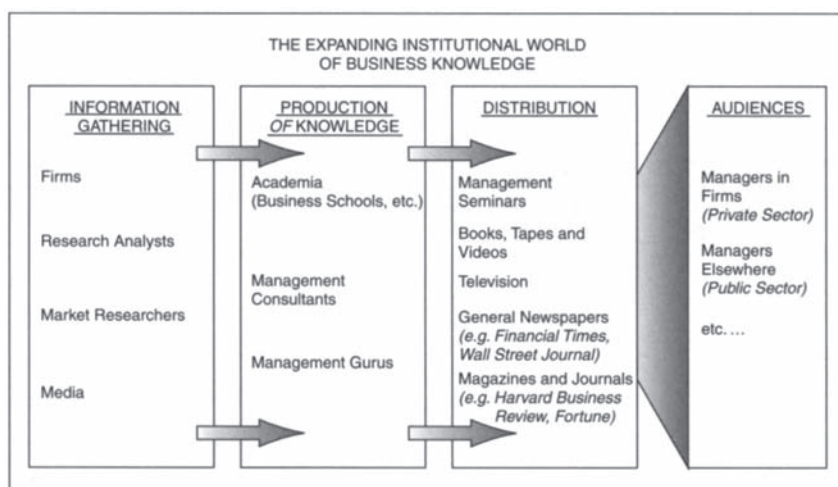 THE EXPANDING INSTITUTIONAL WORLD
OF BUSINESS KNOWLEDGE
INFORMATION
GATHERING
Firms
Research Analysts
Market Researchers
Media
PRODUCTION
OF KNOWLEDGE
Academia
(Business Schools, etc.)
Management
Consultants
Management Gurus
DISTRIBUTION
Management
Seminars
Books, Tapes and
Videos
Television
General Newspapers
(e.g. Financial Times,
Wall Street Journal)
Magazines and Journals
(e.g. Harvard Business
Review, Fortune)
AUDIENCES
Managers in
Firms
(Private Sector)
Managers
Elsewhere
(Public Sector)
etc. ...